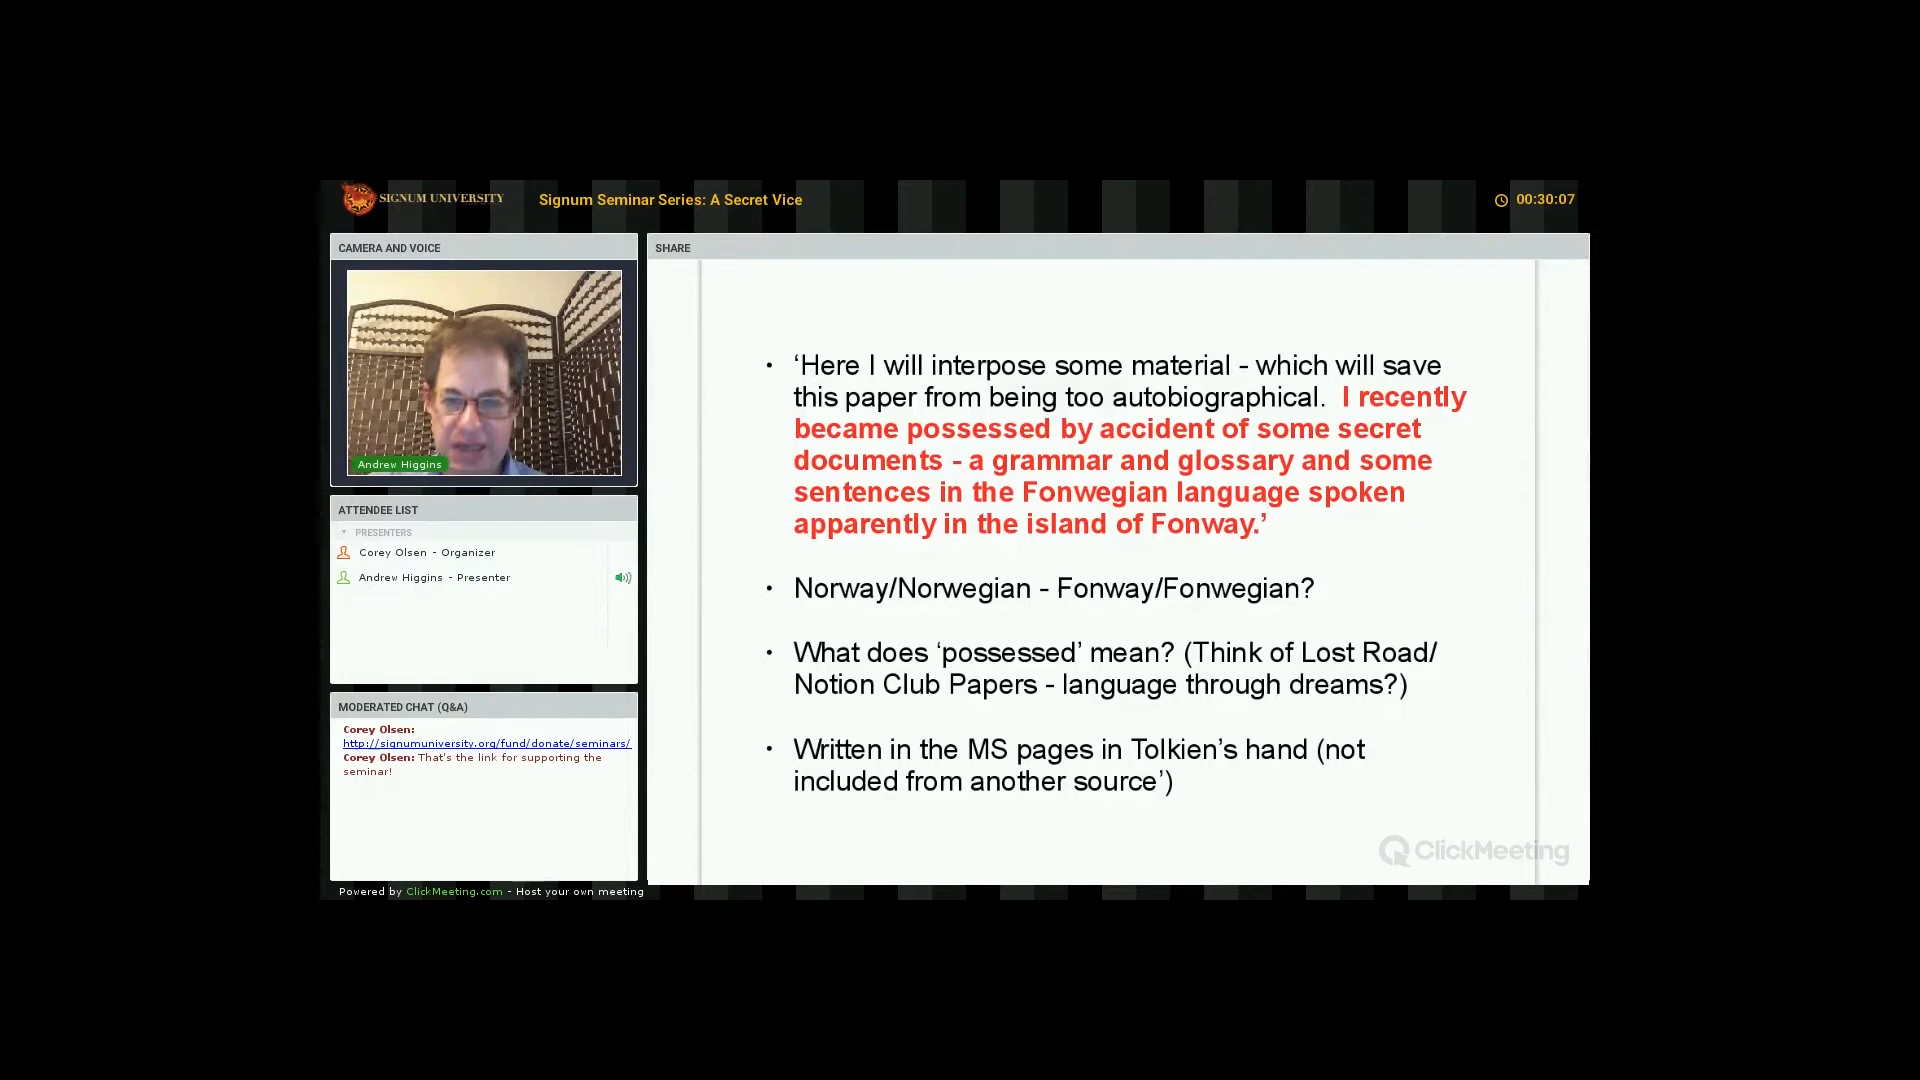 SIGNUM UNIVERSITY
Signum Seminar Series: A Secret Vice
00:30:07
CAMERA AND VOICE
Andrew Higgins
ATTENDEE LIST
PRESENTERS
Corey Olsen - Organizer
Andrew Higgins - Presenter
MODERATED CHAT (Q&A)
Corey Olsen:
http://signumuniversity.org/fund/donate/seminars/
Corey Olsen: That's the link for supporting the
seminar!
Powered by ClickMeeting.com - Host your own meeting
SHARE
• ‘Here I will interpose some material - which will save
this paper from being too autobiographical. I recently
became possessed by accident of some secret
documents - a grammar and glossary and some
sentences in the Fonwegian language spoken
apparently in the island of Fonway.’
• Norway/Norwegian - Fonway/Fonwegian?
• What does ‘possessed’ mean? (Think of Lost Road/
Notion Club Papers - language through dreams?)
• Written in the MS pages in Tolkien’s hand (not
included from another source’)
ClickMeeting